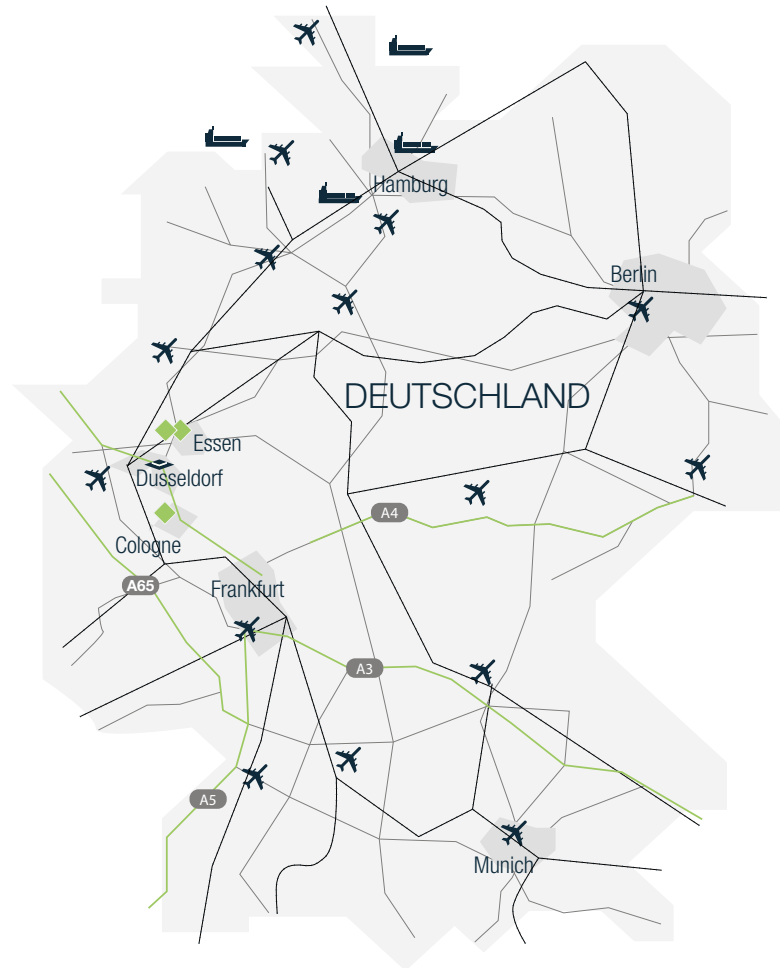 Hamburg
Berlin
DEUTSCHLAND
Essen
Dusseldorf
A4
Cologne
A65
Frankfurt
A3
A5
Munich